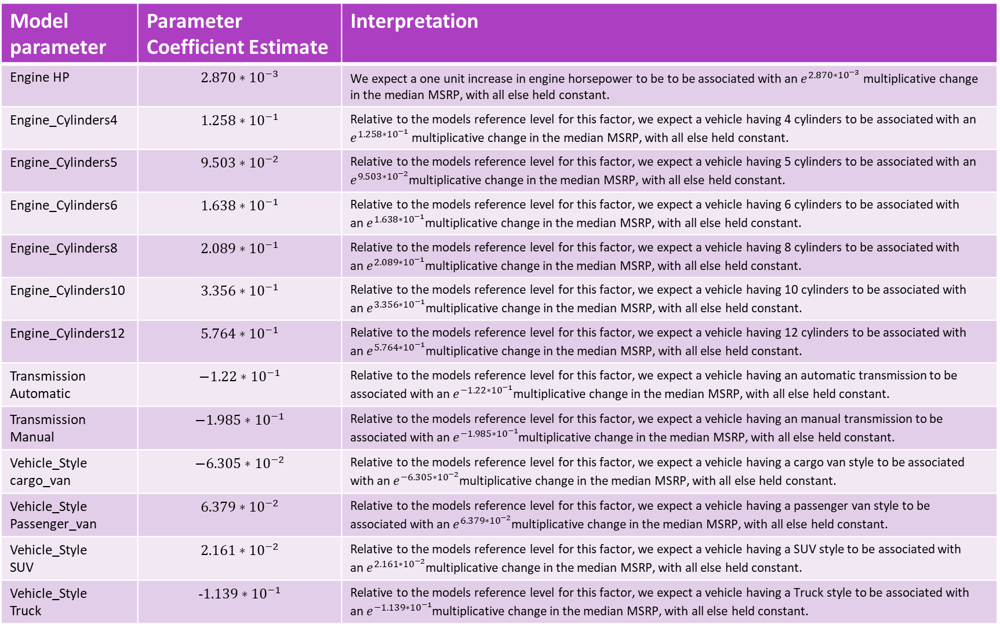 Model
parameter
Parameter
Coefficient Estimate
Interpretation
Engine HP
2.870 ∗ 10⁻³
We expect a one unit increase in engine horsepower to be to be associated with an e^2.870∗10⁻³ multiplicative change
in the median MSRP, with all else held constant.
Engine_Cylinders4
1.258 ∗ 10⁻¹
Relative to the models reference level for this factor, we expect a vehicle having 4 cylinders to be associated with an
e^1.258∗10⁻¹ multiplicative change in the median MSRP, with all else held constant.
Engine_Cylinders5
9.503 ∗ 10⁻²
Relative to the models reference level for this factor, we expect a vehicle having 5 cylinders to be associated with an
e^9.503∗10⁻² multiplicative change in the median MSRP, with all else held constant.
Engine_Cylinders6
1.638 ∗ 10⁻¹
Relative to the models reference level for this factor, we expect a vehicle having 6 cylinders to be associated with
an e^1.638∗10⁻¹ multiplicative change in the median MSRP, with all else held constant.
Engine_Cylinders8
2.089 ∗ 10⁻¹
Relative to the models reference level for this factor, we expect a vehicle having 8 cylinders to be associated with
an e^2.089∗10⁻¹ multiplicative change in the median MSRP, with all else held constant.
Engine_Cylinders10
3.356 ∗ 10⁻¹
Relative to the models reference level for this factor, we expect a vehicle having 10 cylinders to be associated with
an e^3.356∗10⁻¹ multiplicative change in the median MSRP, with all else held constant.
Engine_Cylinders12
5.764 ∗ 10⁻¹
Relative to the models reference level for this factor, we expect a vehicle having 12 cylinders to be associated with
an e^5.764∗10⁻¹ multiplicative change in the median MSRP, with all else held constant.
Transmission
Automatic
−1.22 ∗ 10⁻¹
Relative to the models reference level for this factor, we expect a vehicle having an automatic transmission to be
associated with an e^−1.22∗10⁻¹ multiplicative change in the median MSRP, with all else held constant.
Transmission
Manual
−1.985 ∗ 10⁻¹
Relative to the models reference level for this factor, we expect a vehicle having an manual transmission to be
associated with an e^−1.985∗10⁻¹ multiplicative change in the median MSRP, with all else held constant.
Vehicle_Style
cargo_van
−6.305 ∗ 10⁻²
Relative to the models reference level for this factor, we expect a vehicle having a cargo van style to be associated
with an e^−6.305∗10⁻² multiplicative change in the median MSRP, with all else held constant.
Vehicle_Style
Passenger_van
6.379 ∗ 10⁻²
Relative to the models reference level for this factor, we expect a vehicle having a passenger van style to be
associated with an e^6.379∗10⁻² multiplicative change in the median MSRP, with all else held constant.
Vehicle_Style
SUV
2.161 ∗ 10⁻²
Relative to the models reference level for this factor, we expect a vehicle having a SUV style to be associated with
an e^2.161∗10⁻² multiplicative change in the median MSRP, with all else held constant.
Vehicle_Style
Truck
-1.139 ∗ 10⁻¹
Relative to the models reference level for this factor, we expect a vehicle having a Truck style to be associated with
an e^−1.139∗10⁻¹ multiplicative change in the median MSRP, with all else held constant.